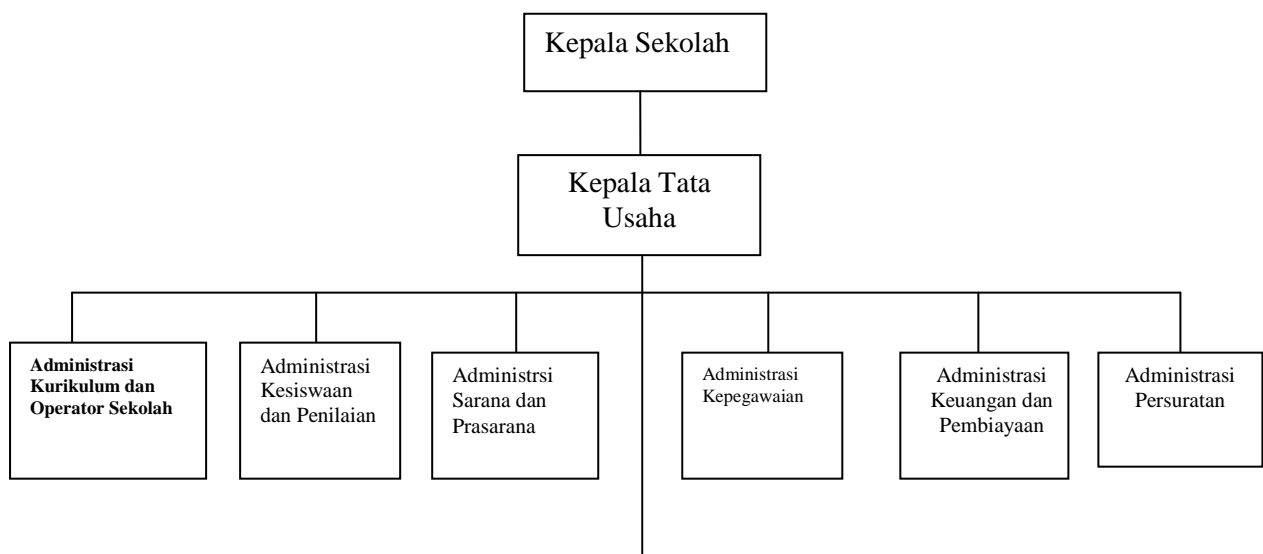 Kepala Sekolah
Kepala Tata
Usaha
Administrasi
Kurikulum dan
Operator Sekolah
Administrasi
Kesiswaan
dan Penilaian
Administrsi
Sarana dan
Prasarana
Administrasi
Kepegawaian
Administrasi
Keuangan dan
Pembiayaan
Administrasi
Persuratan